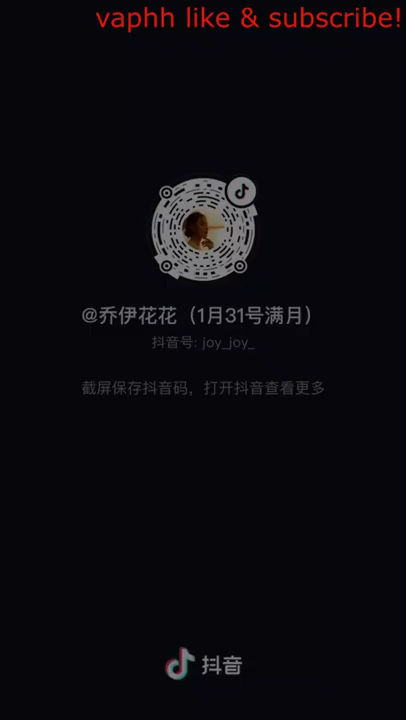 vaphh like & subscribe!
@乔伊花花（1月31号满月）
抖音号: joy_joy_
截屏保存抖音码，打开抖音查看更多
抖音